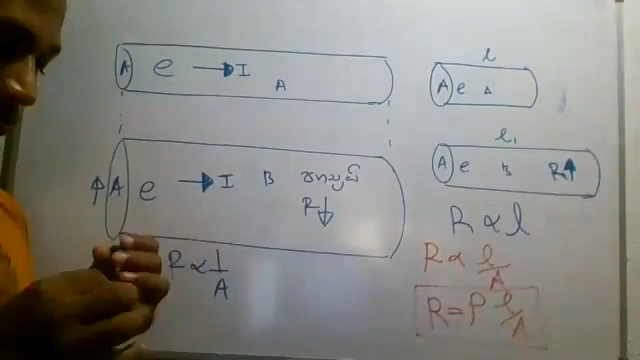 A e → I A
↑ A e → I B
R ↓
R ∝ 1/A
l
A e A
l₁
A e B R ↑
R ∝ l
R ∝ l/A
R = ρ l/A